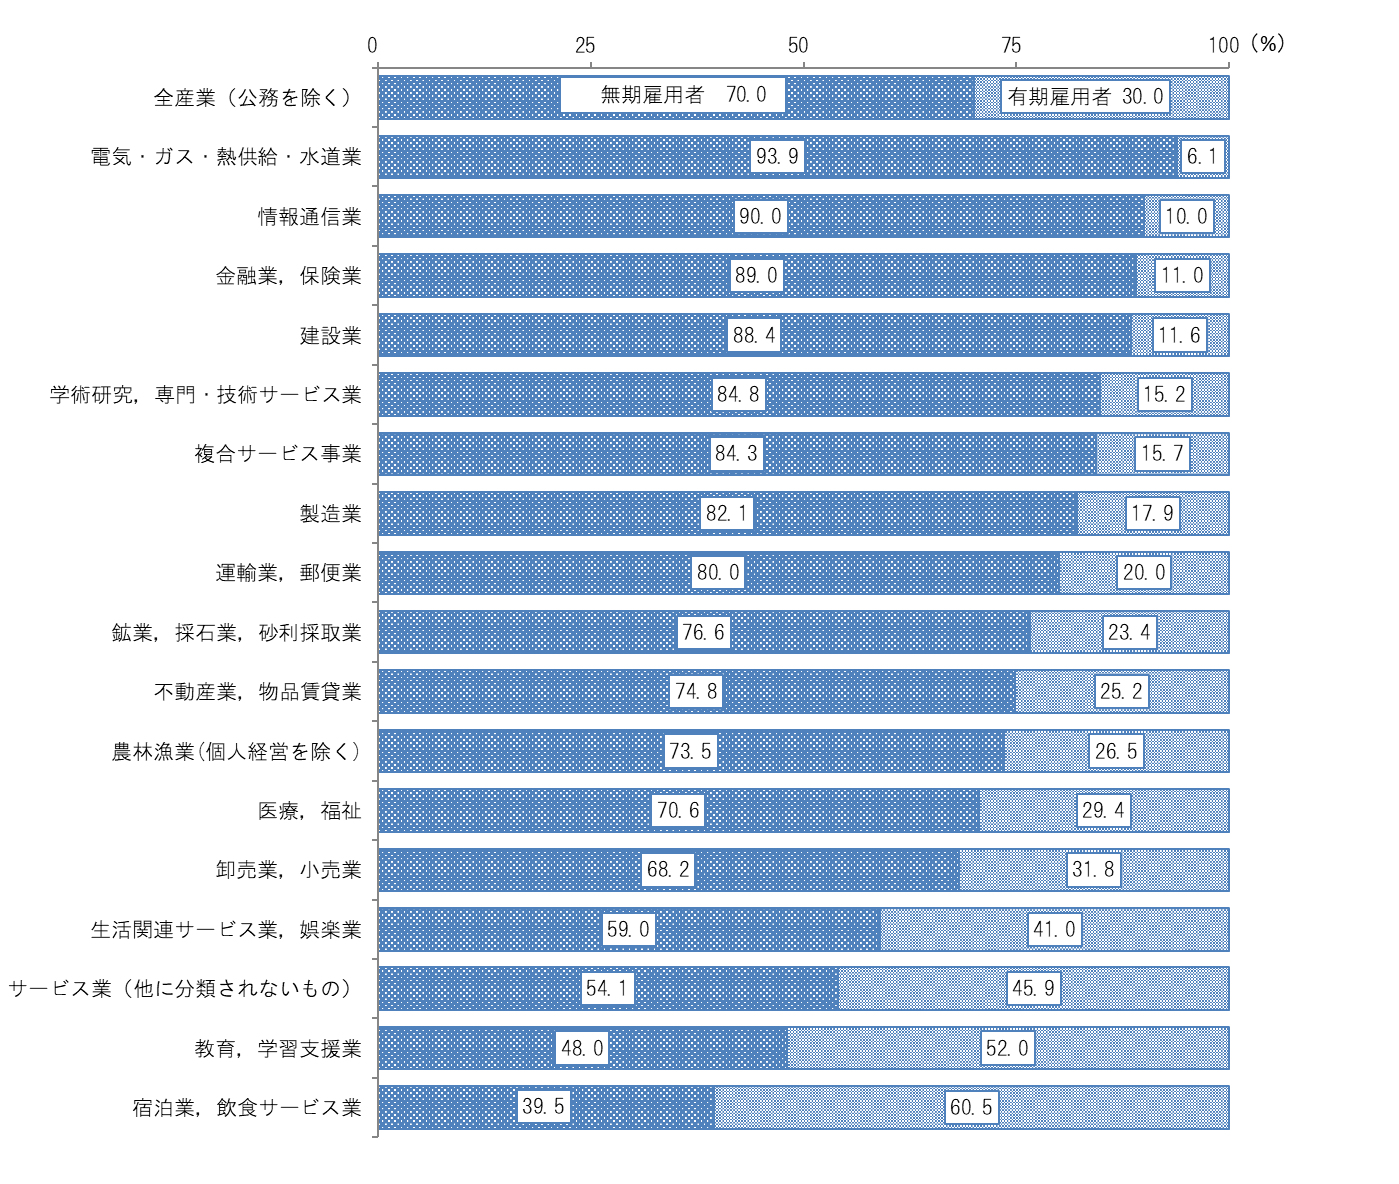 0 25 50 75 100 (%)
全産業（公務を除く） 無期雇用者 70.0 有期雇用者 30.0
電気・ガス・熱供給・水道業 93.9 6.1
情報通信業 90.0 10.0
金融業，保険業 89.0 11.0
建設業 88.4 11.6
学術研究，専門・技術サービス業 84.8 15.2
複合サービス事業 84.3 15.7
製造業 82.1 17.9
運輸業，郵便業 80.0 20.0
鉱業，採石業，砂利採取業 76.6 23.4
不動産業，物品賃貸業 74.8 25.2
農林漁業(個人経営を除く) 73.5 26.5
医療，福祉 70.6 29.4
卸売業，小売業 68.2 31.8
生活関連サービス業，娯楽業 59.0 41.0
サービス業（他に分類されないもの） 54.1 45.9
教育，学習支援業 48.0 52.0
宿泊業，飲食サービス業 39.5 60.5